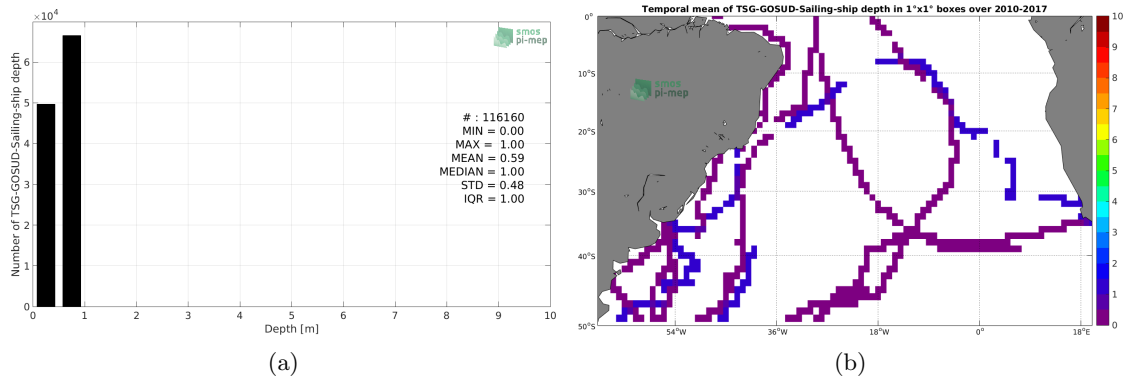 ×10⁴
smos
pi-mep
6
5
4
3
2
1
0
Number of TSG-GOSUD-Sailing-ship depth
# : 116160
MIN = 0.00
MAX = 1.00
MEAN = 0.59
MEDIAN = 1.00
STD = 0.48
IQR = 1.00
0 1 2 3 4 5 6 7 8 9 10
Depth [m]
(a)
Temporal mean of TSG-GOSUD-Sailing-ship depth in 1°x1° boxes over 2010-2017
smos
pi-mep
0°
10°S
20°S
30°S
40°S
50°S
54°W 36°W 18°W 0° 18°E
10
9
8
7
6
5
4
3
2
1
0
(b)